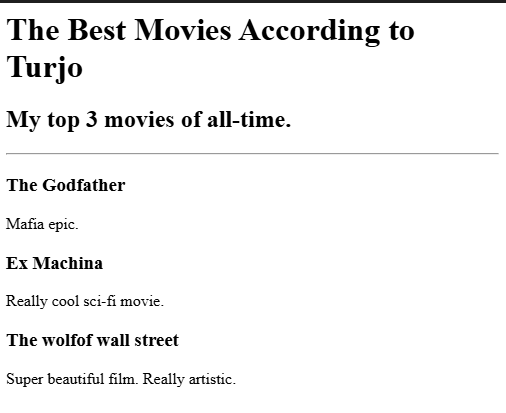 The Best Movies According to
Turjo
My top 3 movies of all-time.
The Godfather
Mafia epic.
Ex Machina
Really cool sci-fi movie.
The wolfof wall street
Super beautiful film. Really artistic.